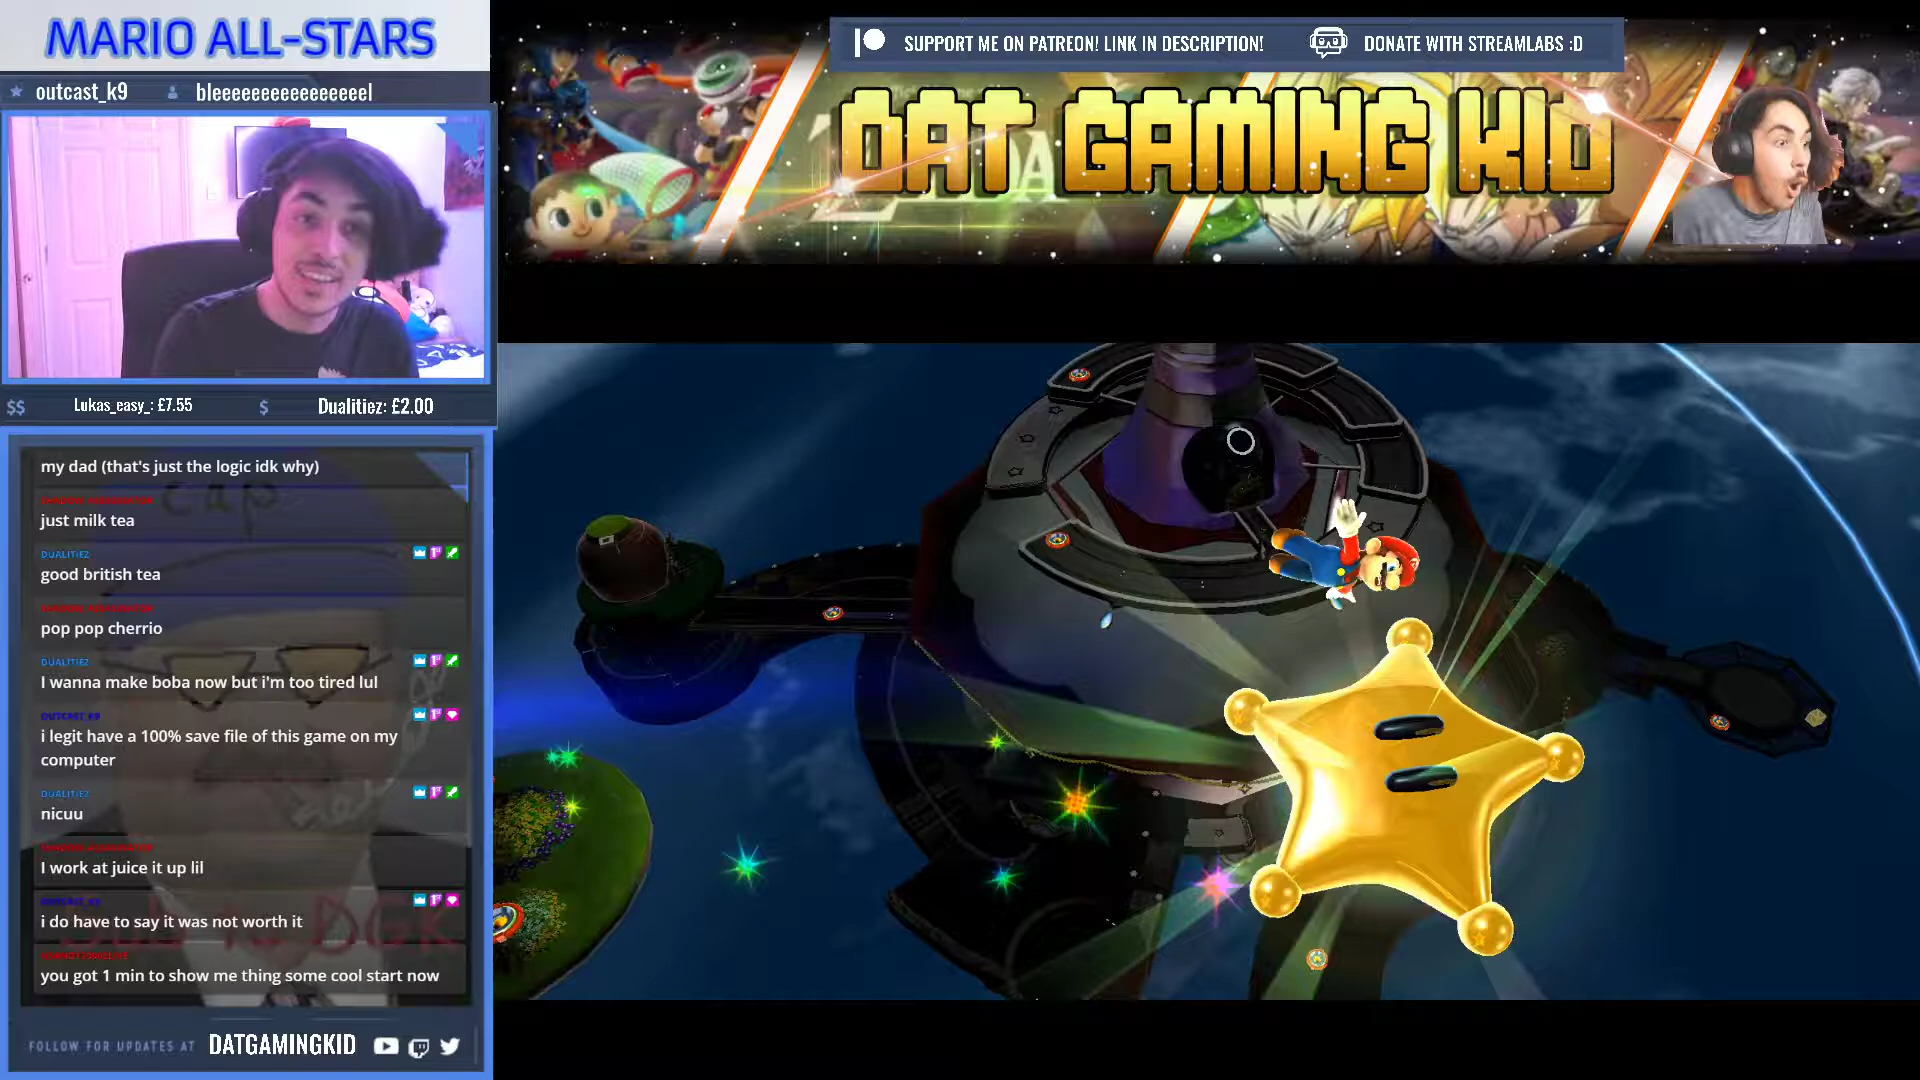 MARIO ALL-STARS
outcast_k9
bleeeeeeeeeeeeeeeel
SUPPORT ME ON PATREON! LINK IN DESCRIPTION!
DONATE WITH STREAMLABS :D
DAT GAMING KID
$$ Lukas_easy_: £7.55
$ Dualitiez: £2.00
my dad (that's just the logic idk why)
just milk tea
DUALITIEZ
good british tea
pop pop cherrio
DUALITIEZ
I wanna make boba now but i'm too tired lul
OUTCAST_K9
i legit have a 100% save file of this game on my
computer
DUALITIEZ
nicuu
I work at juice it up lil
OUTCAST_K9
i do have to say it was not worth it
you got 1 min to show me thing some cool start now
FOLLOW FOR UPDATES AT DATGAMINGKID